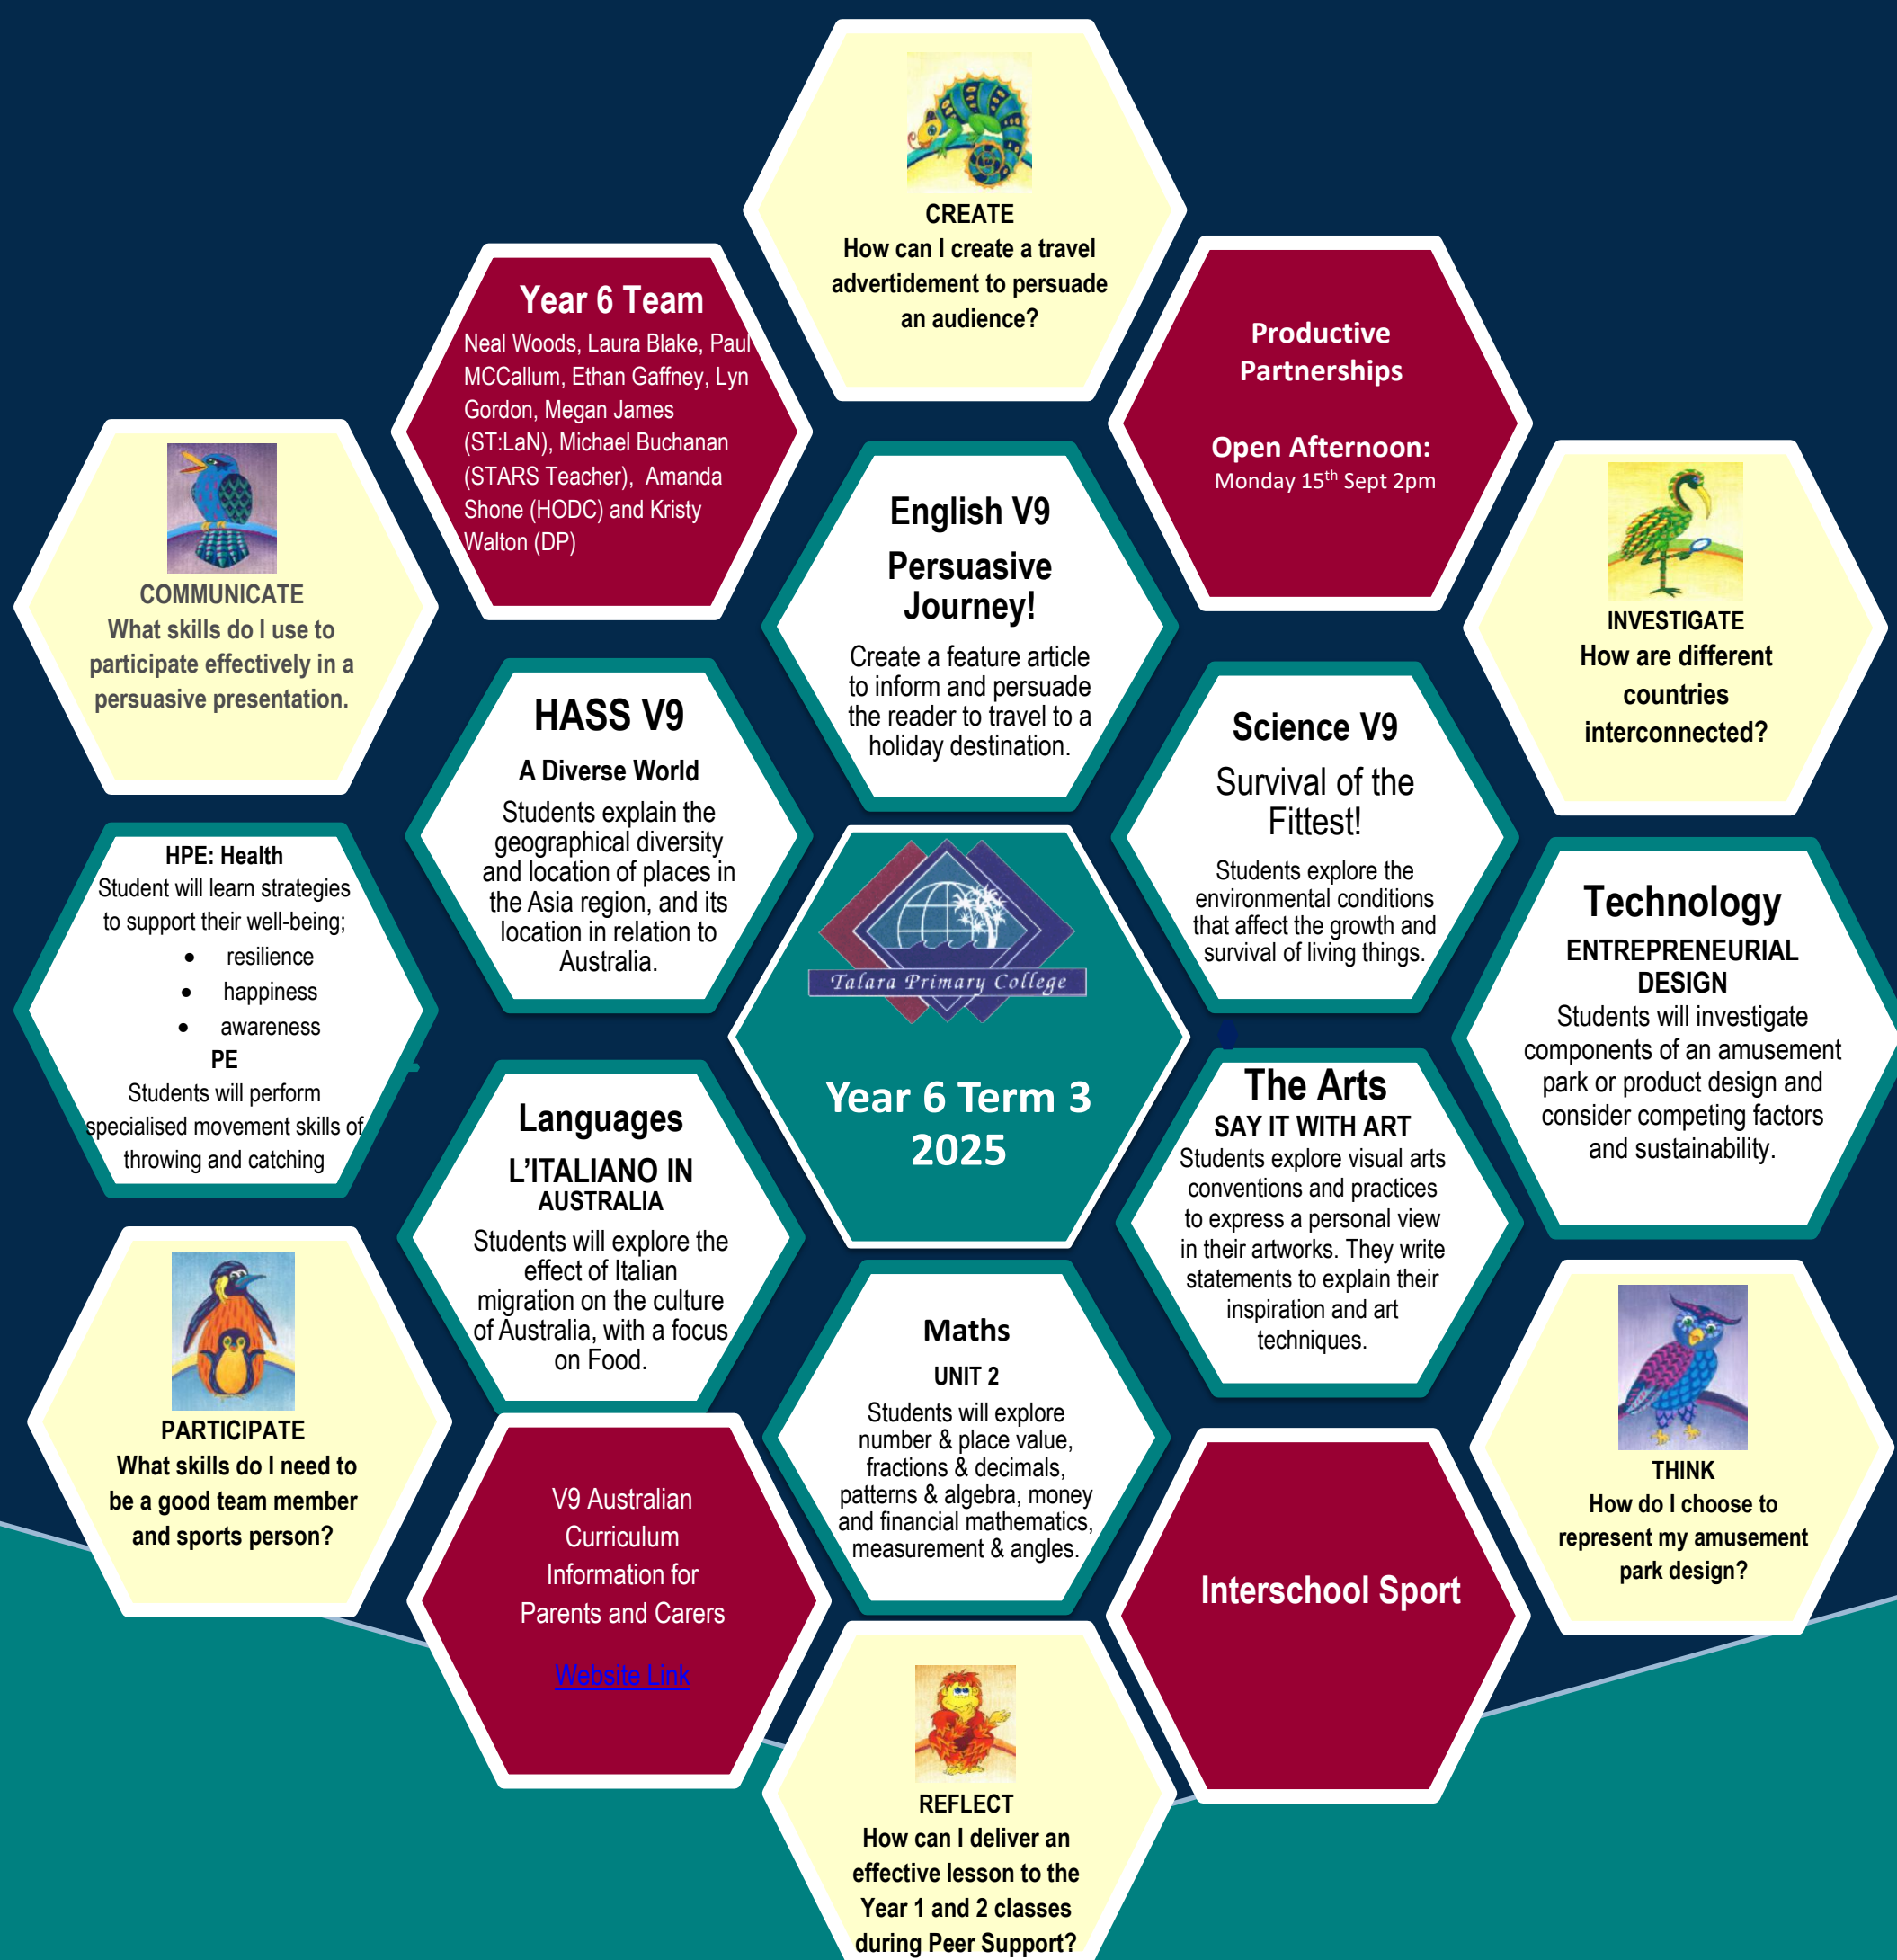 CREATE
How can I create a travel
advertidement to persuade
an audience?
Year 6 Team
Neal Woods, Laura Blake, Paul
MCCallum, Ethan Gaffney, Lyn
Gordon, Megan James
(ST:LaN), Michael Buchanan
(STARS Teacher), Amanda
Shone (HODC) and Kristy
Walton (DP)
Productive
Partnerships
Open Afternoon:
Monday 15th Sept 2pm
COMMUNICATE
What skills do I use to
participate effectively in a
persuasive presentation.
English V9
Persuasive
Journey!
Create a feature article
to inform and persuade
the reader to travel to a
holiday destination.
INVESTIGATE
How are different
countries
interconnected?
HASS V9
A Diverse World
Students explain the
geographical diversity
and location of places in
the Asia region, and its
location in relation to
Australia.
Science V9
Survival of the
Fittest!
Students explore the
environmental conditions
that affect the growth and
survival of living things.
HPE: Health
Student will learn strategies
to support their well-being;
• resilience
• happiness
• awareness
PE
Students will perform
specialised movement skills of
throwing and catching
Talara Primary College
Year 6 Term 3
2025
Technology
ENTREPRENEURIAL
DESIGN
Students will investigate
components of an amusement
park or product design and
consider competing factors
and sustainability.
Languages
L’ITALIANO IN
AUSTRALIA
Students will explore the
effect of Italian
migration on the culture
of Australia, with a focus
on Food.
The Arts
SAY IT WITH ART
Students explore visual arts
conventions and practices
to express a personal view
in their artworks. They write
statements to explain their
inspiration and art
techniques.
PARTICIPATE
What skills do I need to
be a good team member
and sports person?
Maths
UNIT 2
Students will explore
number & place value,
fractions & decimals,
patterns & algebra, money
and financial mathematics,
measurement & angles.
THINK
How do I choose to
represent my amusement
park design?
V9 Australian
Curriculum
Information for
Parents and Carers
Website Link
Interschool Sport
REFLECT
How can I deliver an
effective lesson to the
Year 1 and 2 classes
during Peer Support?